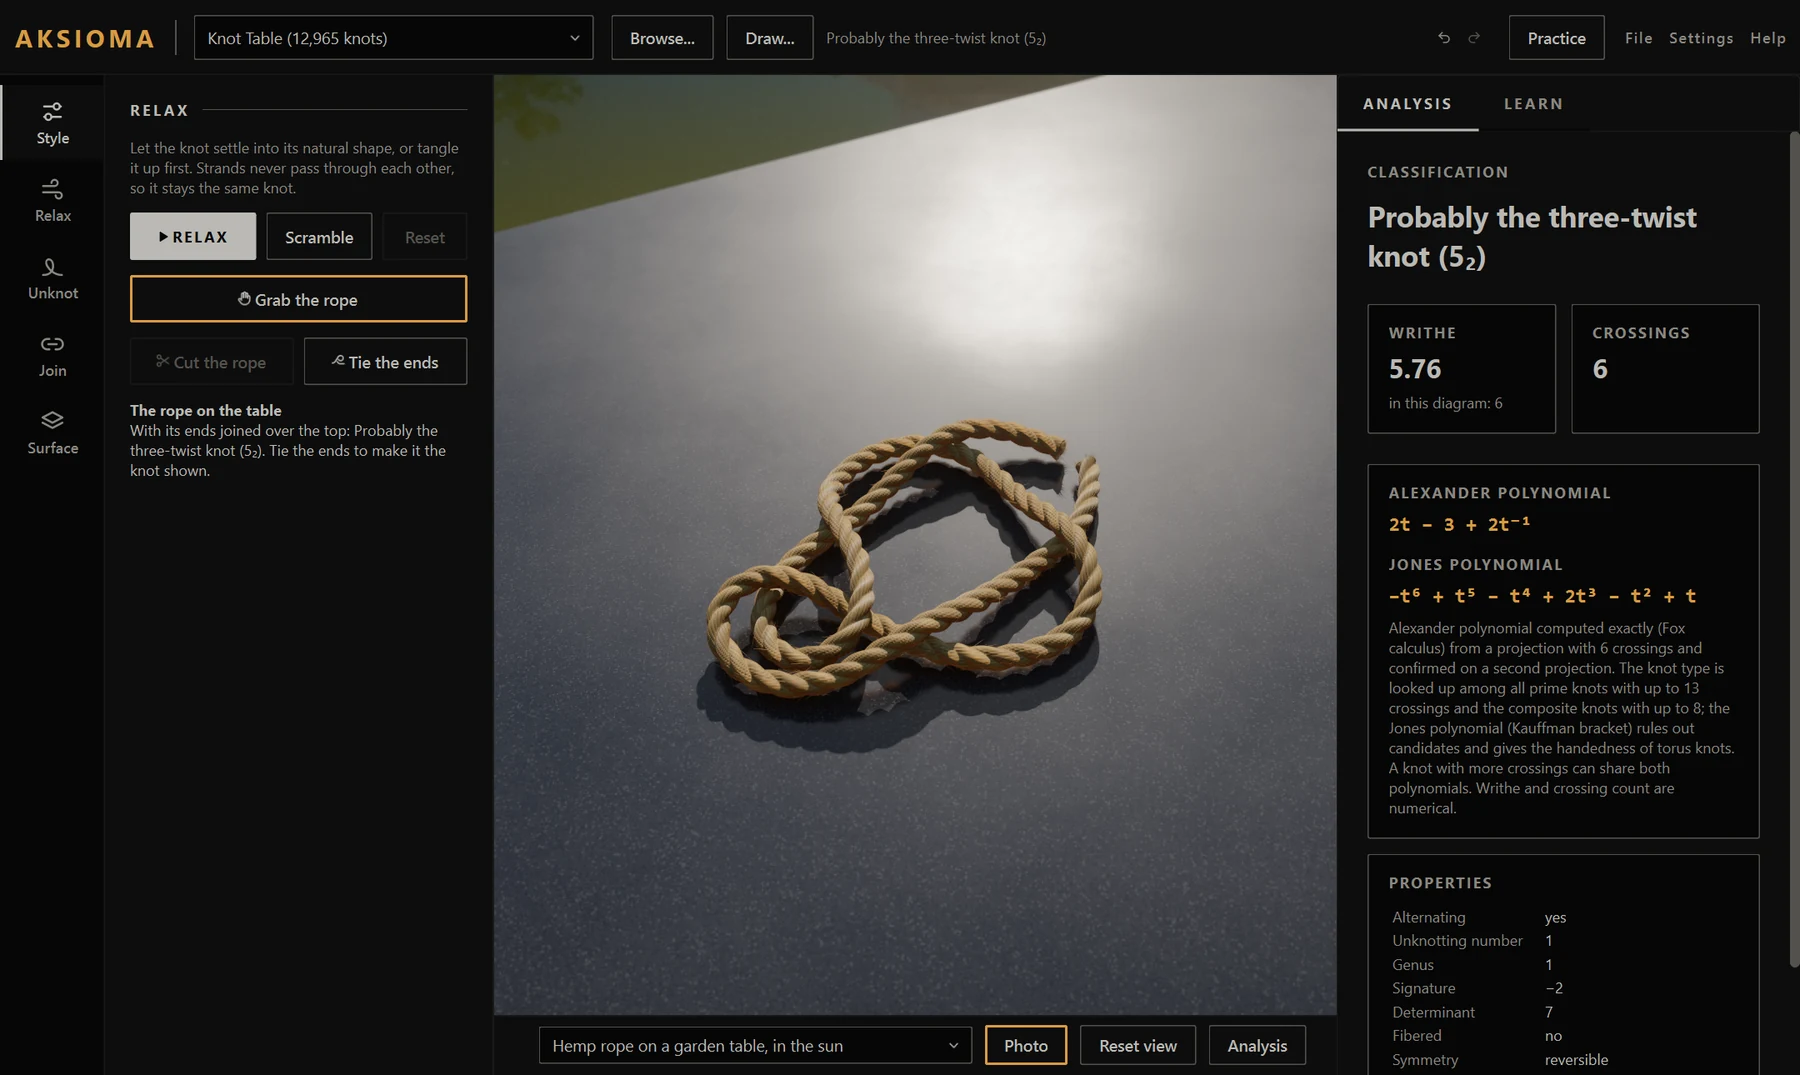 AKSIOMA
Knot Table (12,965 knots)
Browse...
Draw...
Probably the three-twist knot (5₂)
Practice
File
Settings
Help
Style
Relax
Unknot
Join
Surface
RELAX
Let the knot settle into its natural shape, or tangle
it up first. Strands never pass through each other,
so it stays the same knot.
RELAX
Scramble
Reset
Grab the rope
Cut the rope
Tie the ends
The rope on the table
With its ends joined over the top: Probably the
three-twist knot (5₂). Tie the ends to make it the
knot shown.
Hemp rope on a garden table, in the sun
Photo
Reset view
Analysis
ANALYSIS
LEARN
CLASSIFICATION
Probably the three-twist
knot (5₂)
WRITHE
5.76
in this diagram: 6
CROSSINGS
6
ALEXANDER POLYNOMIAL
2t − 3 + 2t⁻¹
JONES POLYNOMIAL
−t⁶ + t⁵ − t⁴ + 2t³ − t² + t
Alexander polynomial computed exactly (Fox
calculus) from a projection with 6 crossings and
confirmed on a second projection. The knot type is
looked up among all prime knots with up to 13
crossings and the composite knots with up to 8; the
Jones polynomial (Kauffman bracket) rules out
candidates and gives the handedness of torus knots.
A knot with more crossings can share both
polynomials. Writhe and crossing count are
numerical.
PROPERTIES
Alternating yes
Unknotting number 1
Genus 1
Signature −2
Determinant 7
Fibered no
Symmetry reversible